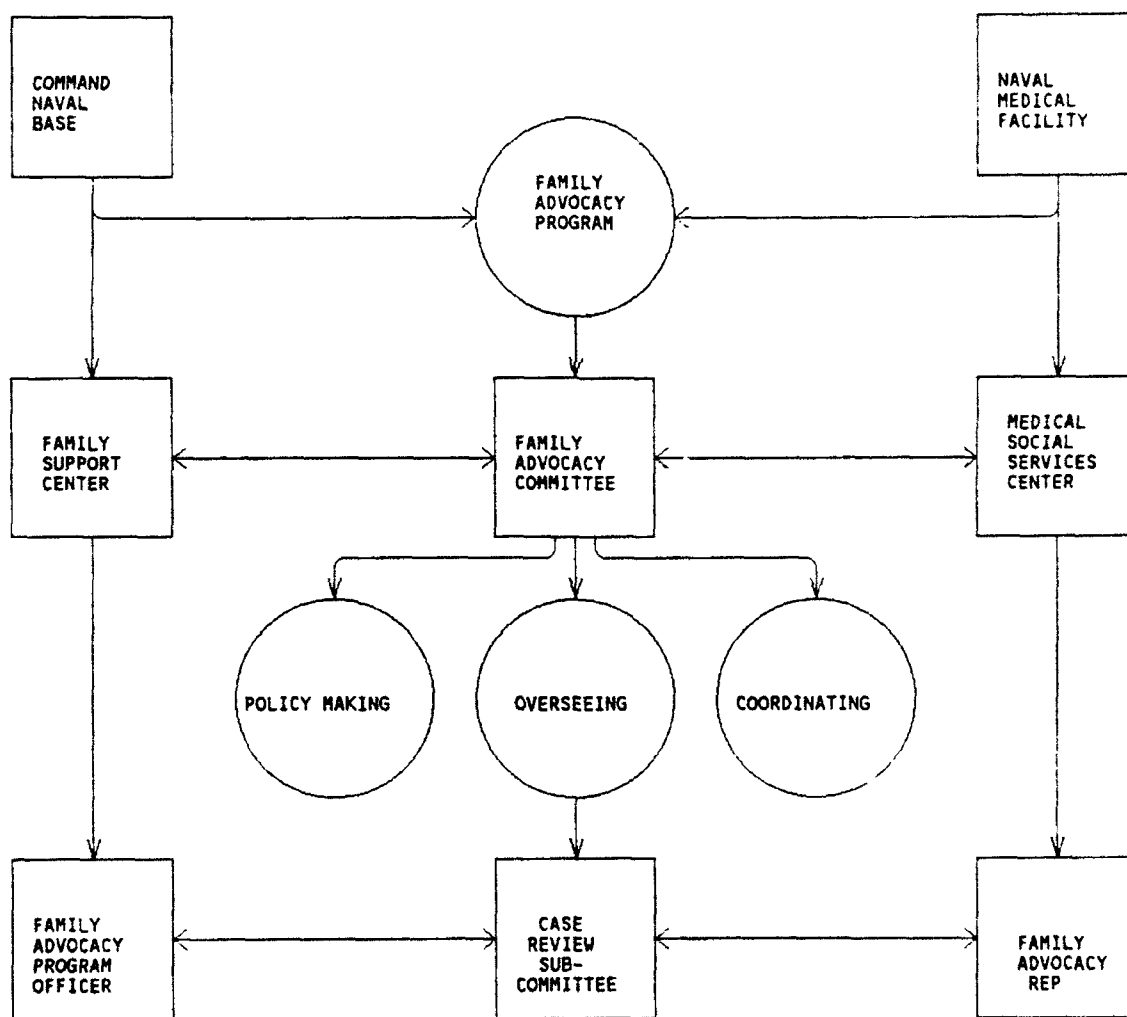 COMMAND
NAVAL
BASE
NAVAL
MEDICAL
FACILITY
FAMILY
ADVOCACY
PROGRAM
FAMILY
SUPPORT
CENTER
FAMILY
ADVOCACY
COMMITTEE
MEDICAL
SOCIAL
SERVICES
CENTER
POLICY MAKING
OVERSEEING
COORDINATING
FAMILY
ADVOCACY
PROGRAM
OFFICER
CASE
REVIEW
SUB-
COMMITTEE
FAMILY
ADVOCACY
REP